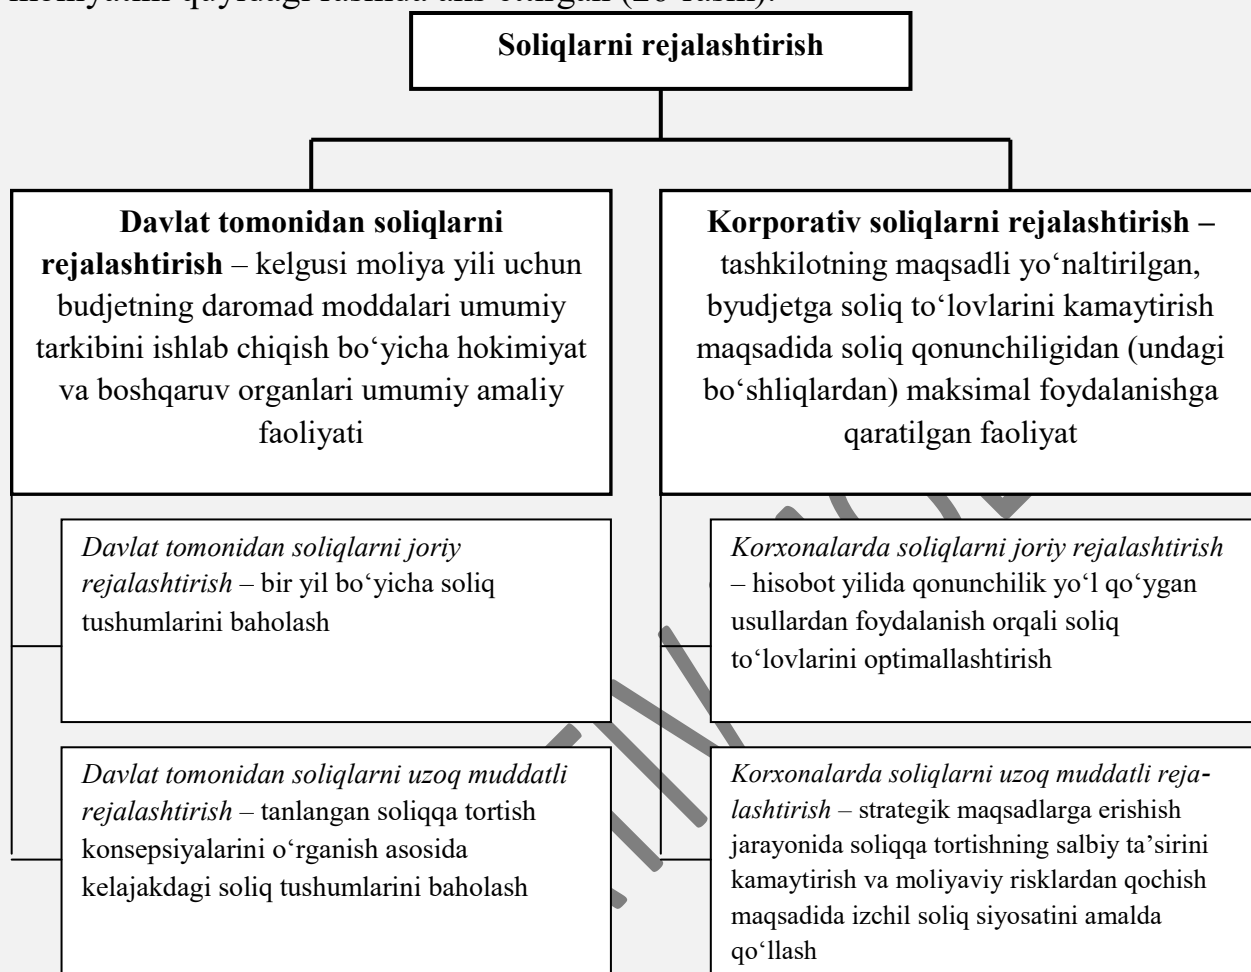 Soliqlarni rejalashtirish
Davlat tomonidan soliqlarni
rejalashtirish – kelgusi moliya yili uchun
budjetning daromad moddalari umumiy
tarkibini ishlab chiqish bo‘yicha hokimiyat
va boshqaruv organlari umumiy amaliy
faoliyati
Korporativ soliqlarni rejalashtirish –
tashkilotning maqsadli yo‘naltirilgan,
byudjetga soliq to‘lovlarini kamaytirish
maqsadida soliq qonunchiligidan (undagi
bo‘shliqlardan) maksimal foydalanishga
qaratilgan faoliyat
Davlat tomonidan soliqlarni joriy
rejalashtirish – bir yil bo‘yicha soliq
tushumlarini baholash
Korxonalarda soliqlarni joriy rejalashtirish
– hisobot yilida qonunchilik yo‘l qo‘ygan
usullardan foydalanish orqali soliq
to‘lovlarini optimallashtirish
Davlat tomonidan soliqlarni uzoq muddatli
rejalashtirish – tanlangan soliqqa tortish
konsepsiyalarini o‘rganish asosida
kelajakdagi soliq tushumlarini baholash
Korxonalarda soliqlarni uzoq muddatli reja-
lashtirish – strategik maqsadlarga erishish
jarayonida soliqqa tortishning salbiy ta’sirini
kamaytirish va moliyaviy risklardan qochish
maqsadida izchil soliq siyosatini amalda
qo‘llash